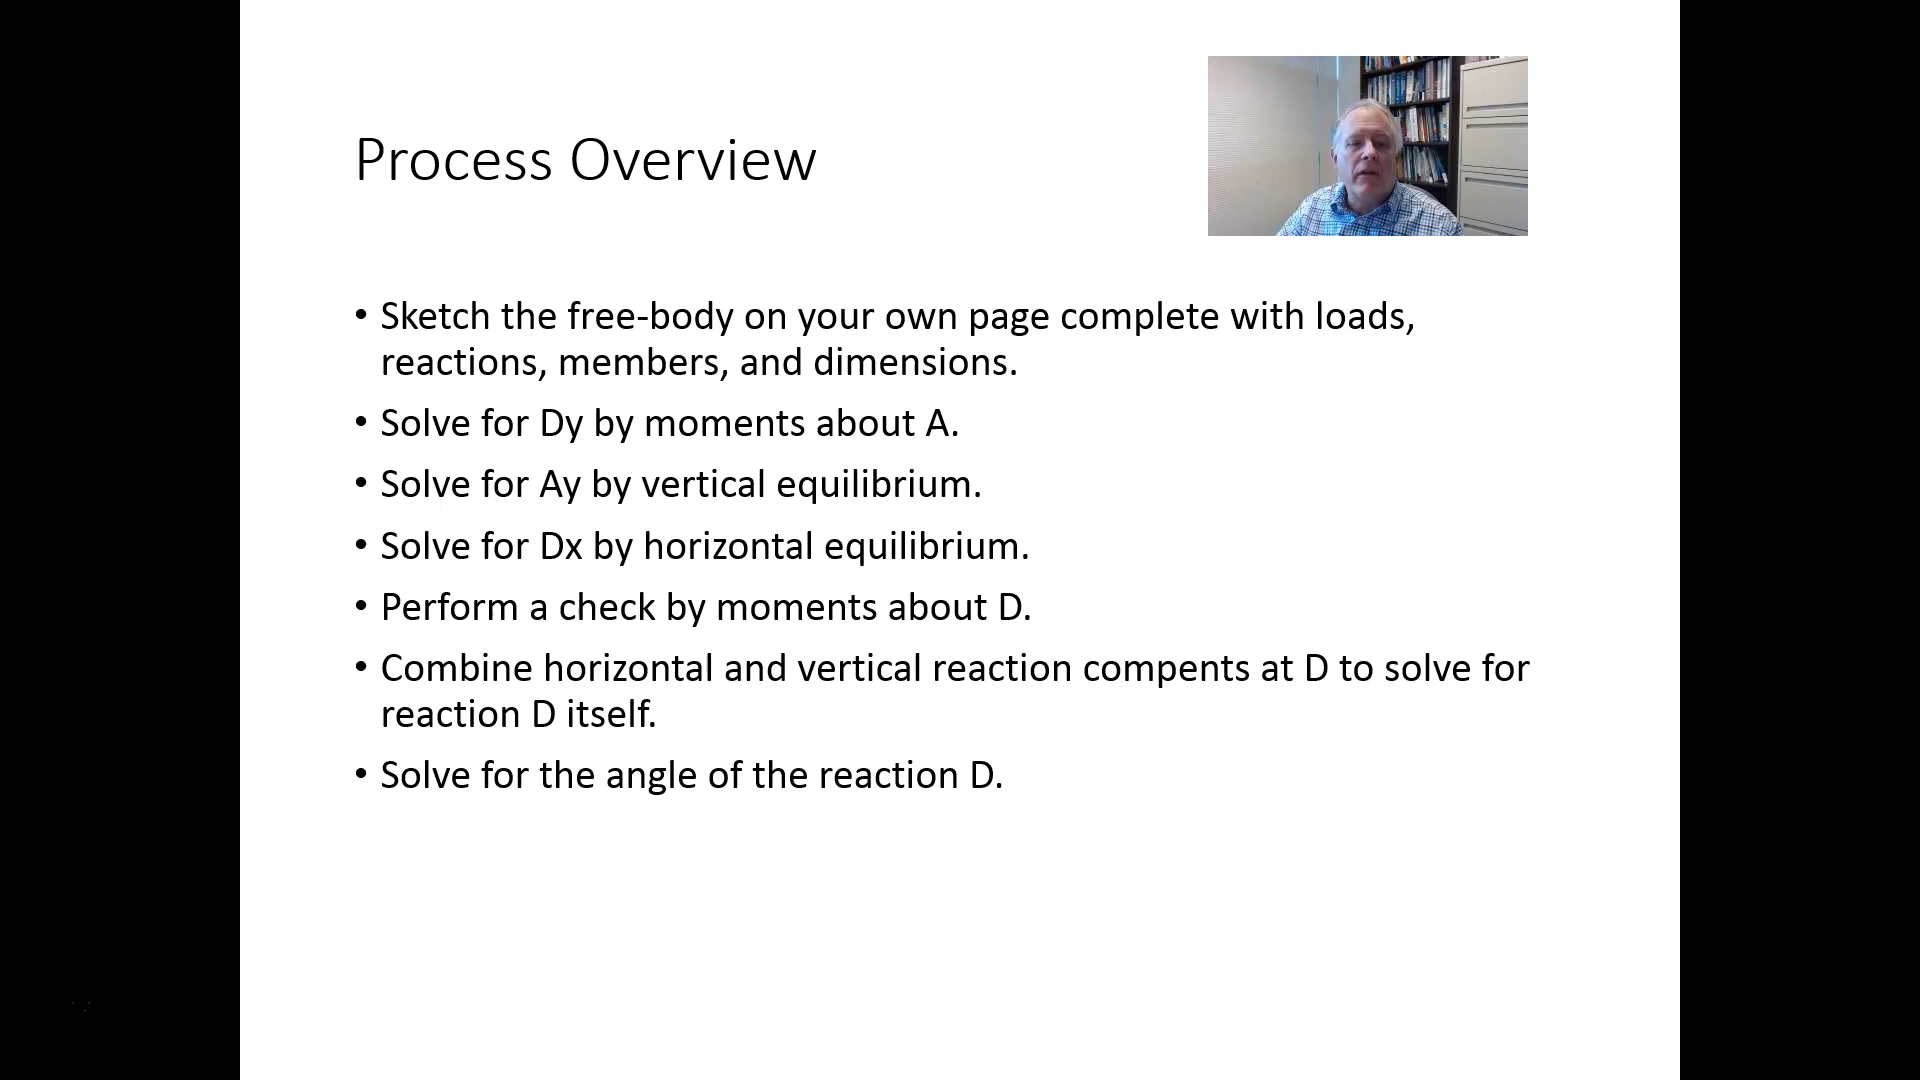 Process Overview
• Sketch the free-body on your own page complete with loads,
reactions, members, and dimensions.
• Solve for Dy by moments about A.
• Solve for Ay by vertical equilibrium.
• Solve for Dx by horizontal equilibrium.
• Perform a check by moments about D.
• Combine horizontal and vertical reaction compents at D to solve for
reaction D itself.
• Solve for the angle of the reaction D.